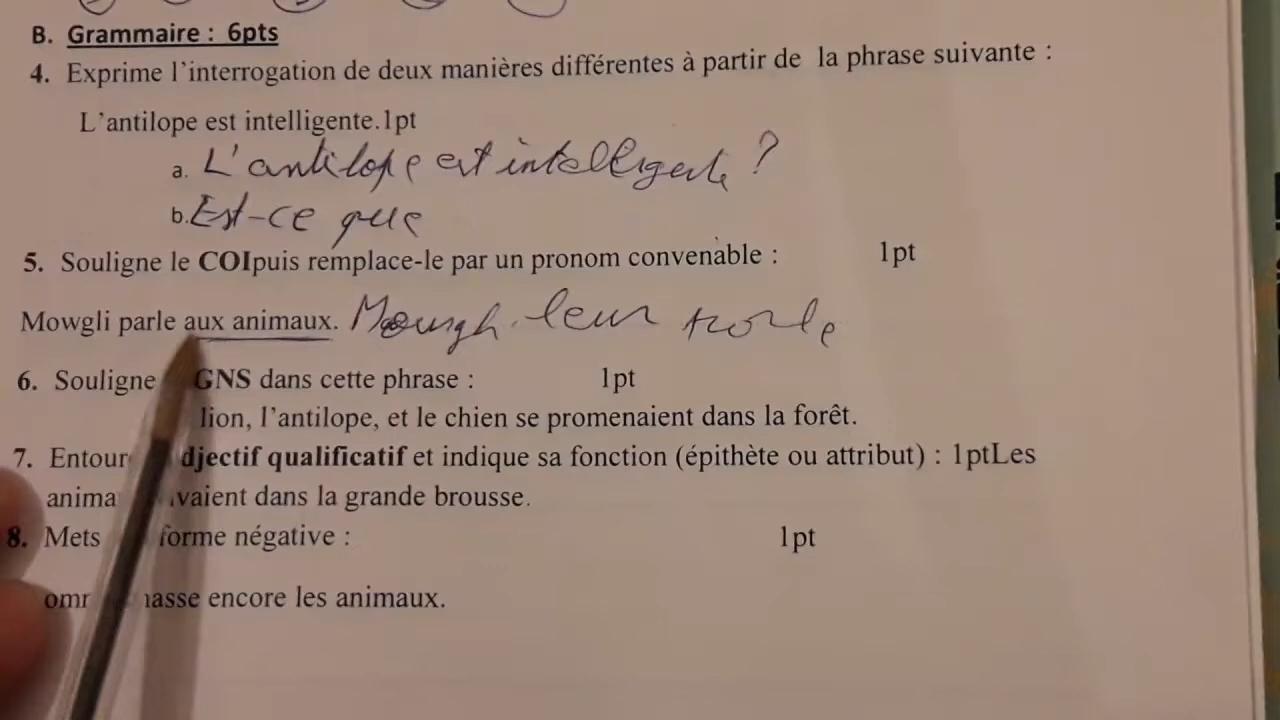 B. Grammaire : 6pts
4. Exprime l'interrogation de deux manières différentes à partir de la phrase suivante :
L'antilope est intelligente.1pt
a. L'antilope est intelligente ?
b. Est-ce que
5. Souligne le COIpuis remplace-le par un pronom convenable : 1pt
Mowgli parle aux animaux. leur parle
6. Souligne GNS dans cette phrase : 1pt
lion, l'antilope, et le chien se promenaient dans la forêt.
7. Entour djectif qualificatif et indique sa fonction (épithète ou attribut) : 1ptLes
anima vaient dans la grande brousse.
8. Mets forme négative : 1pt
omm asse encore les animaux.